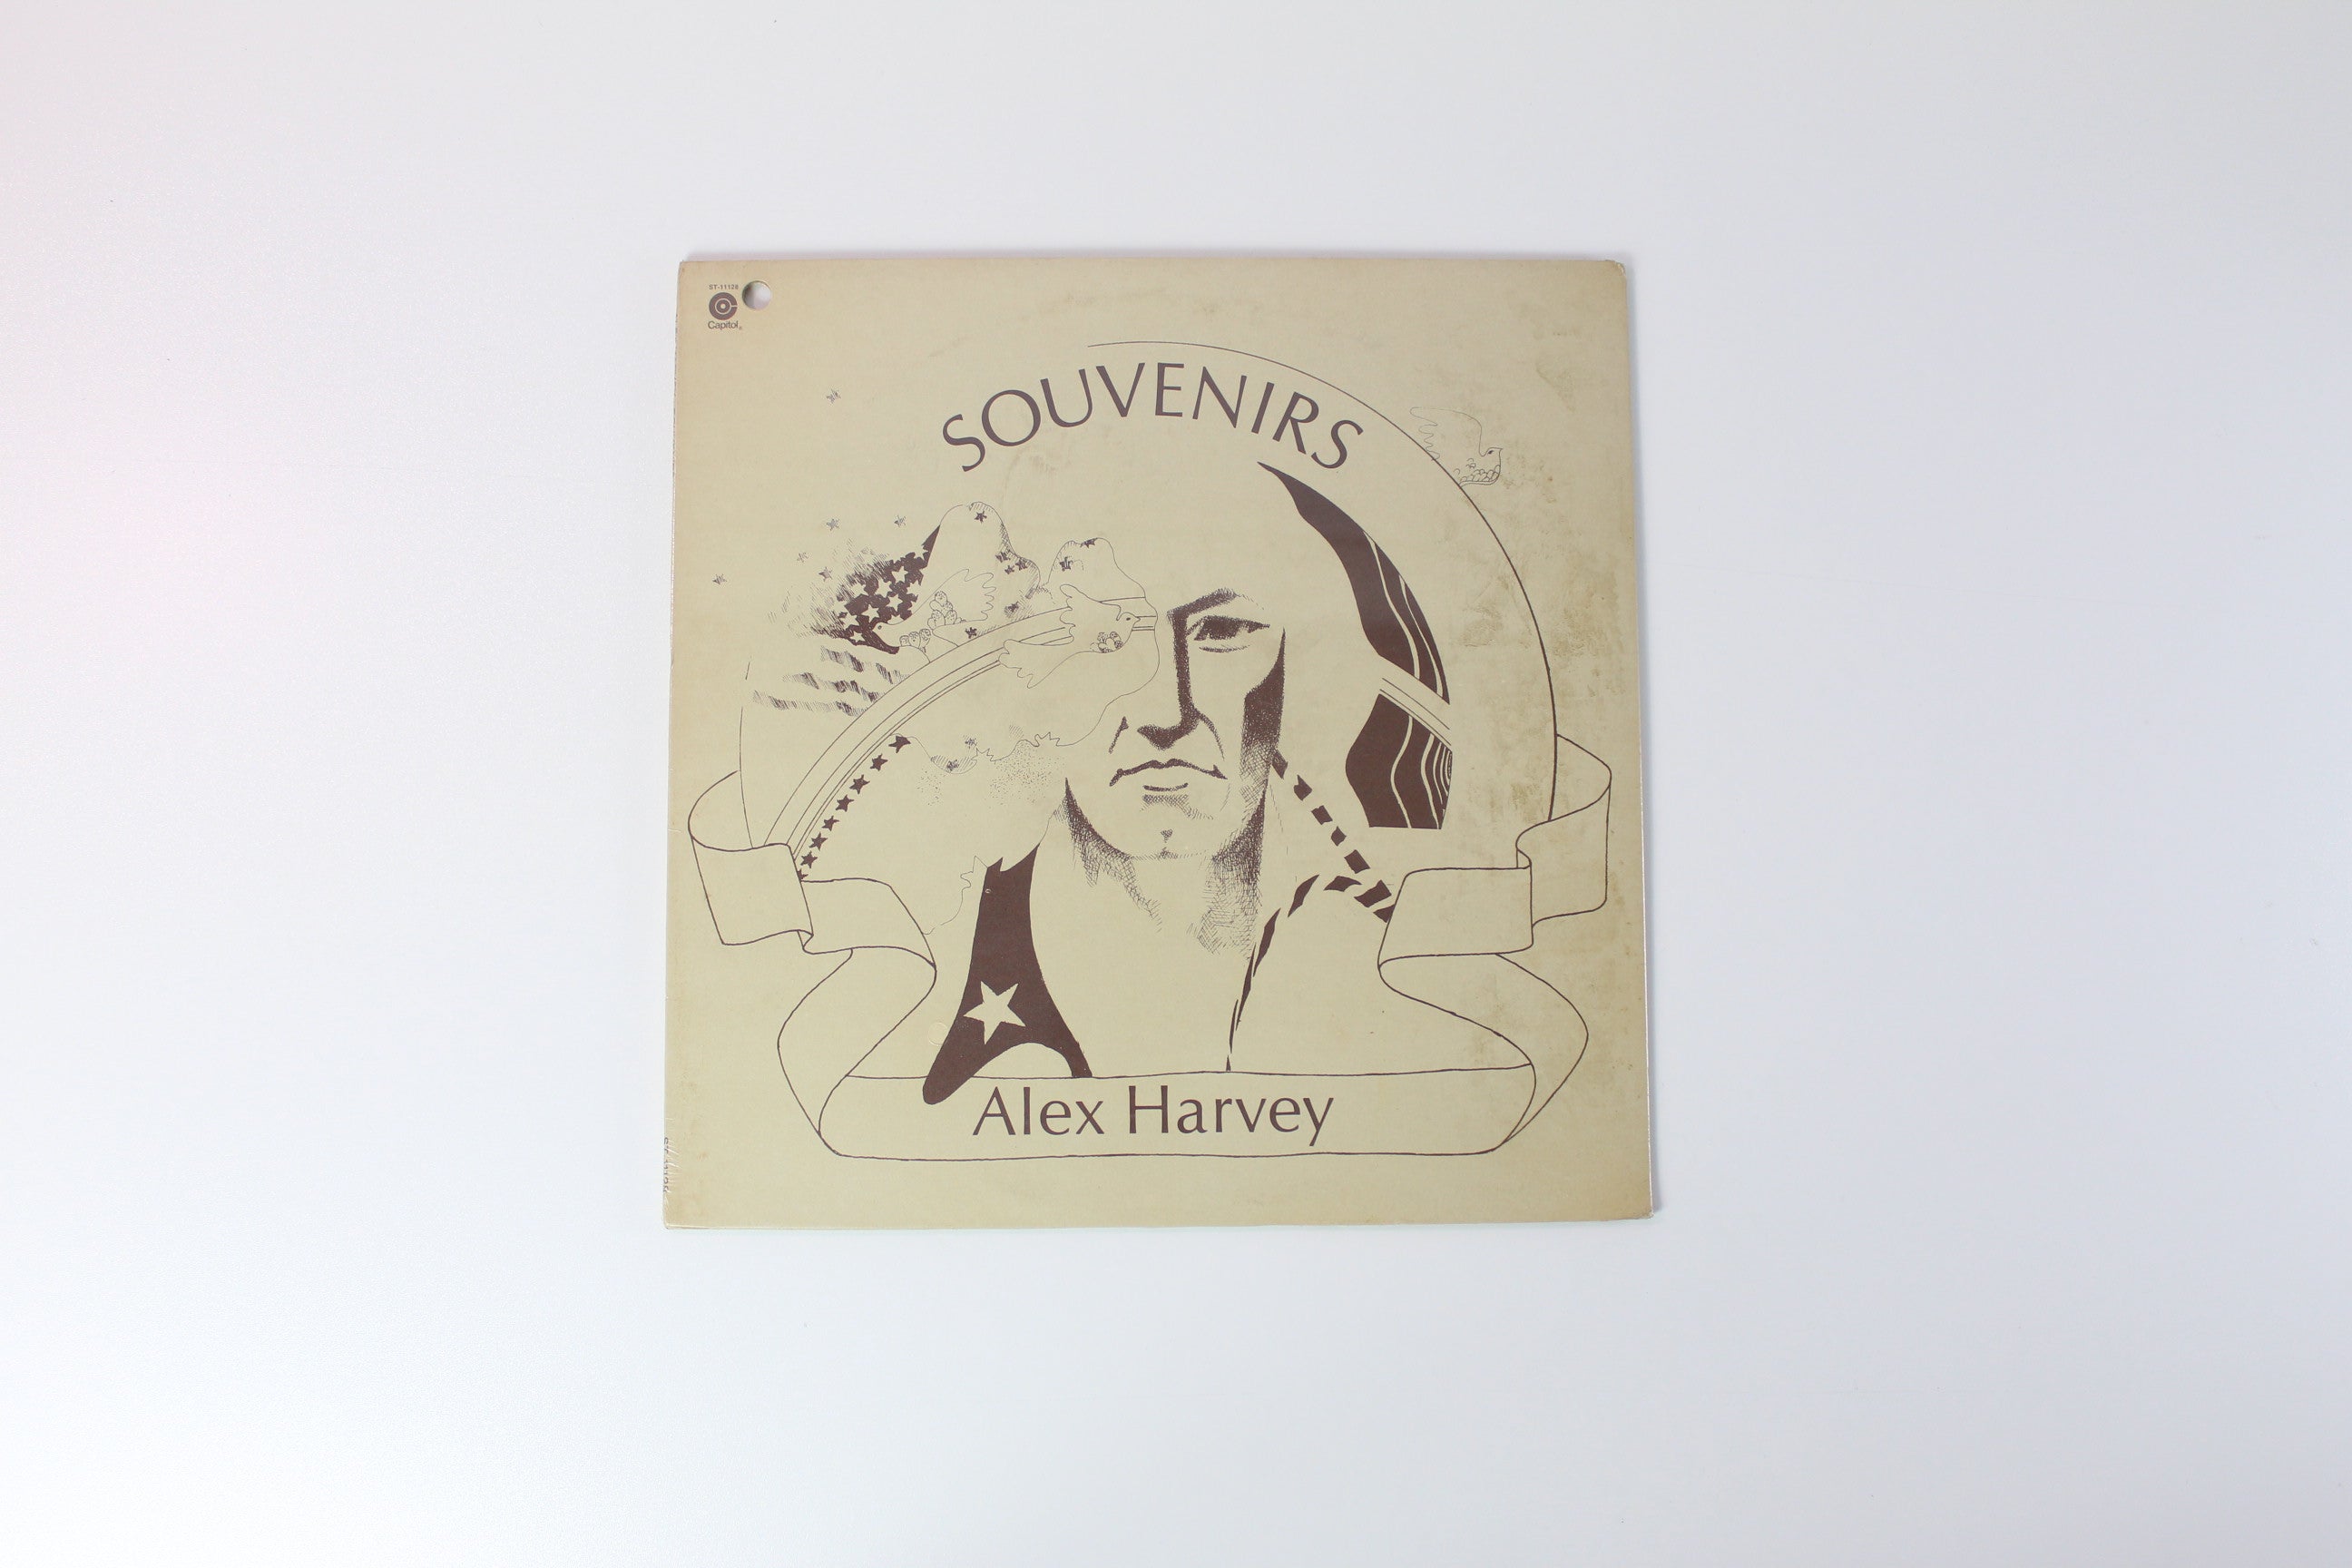 ST-11128
Capitol®
SOUVENIRS
Alex Harvey